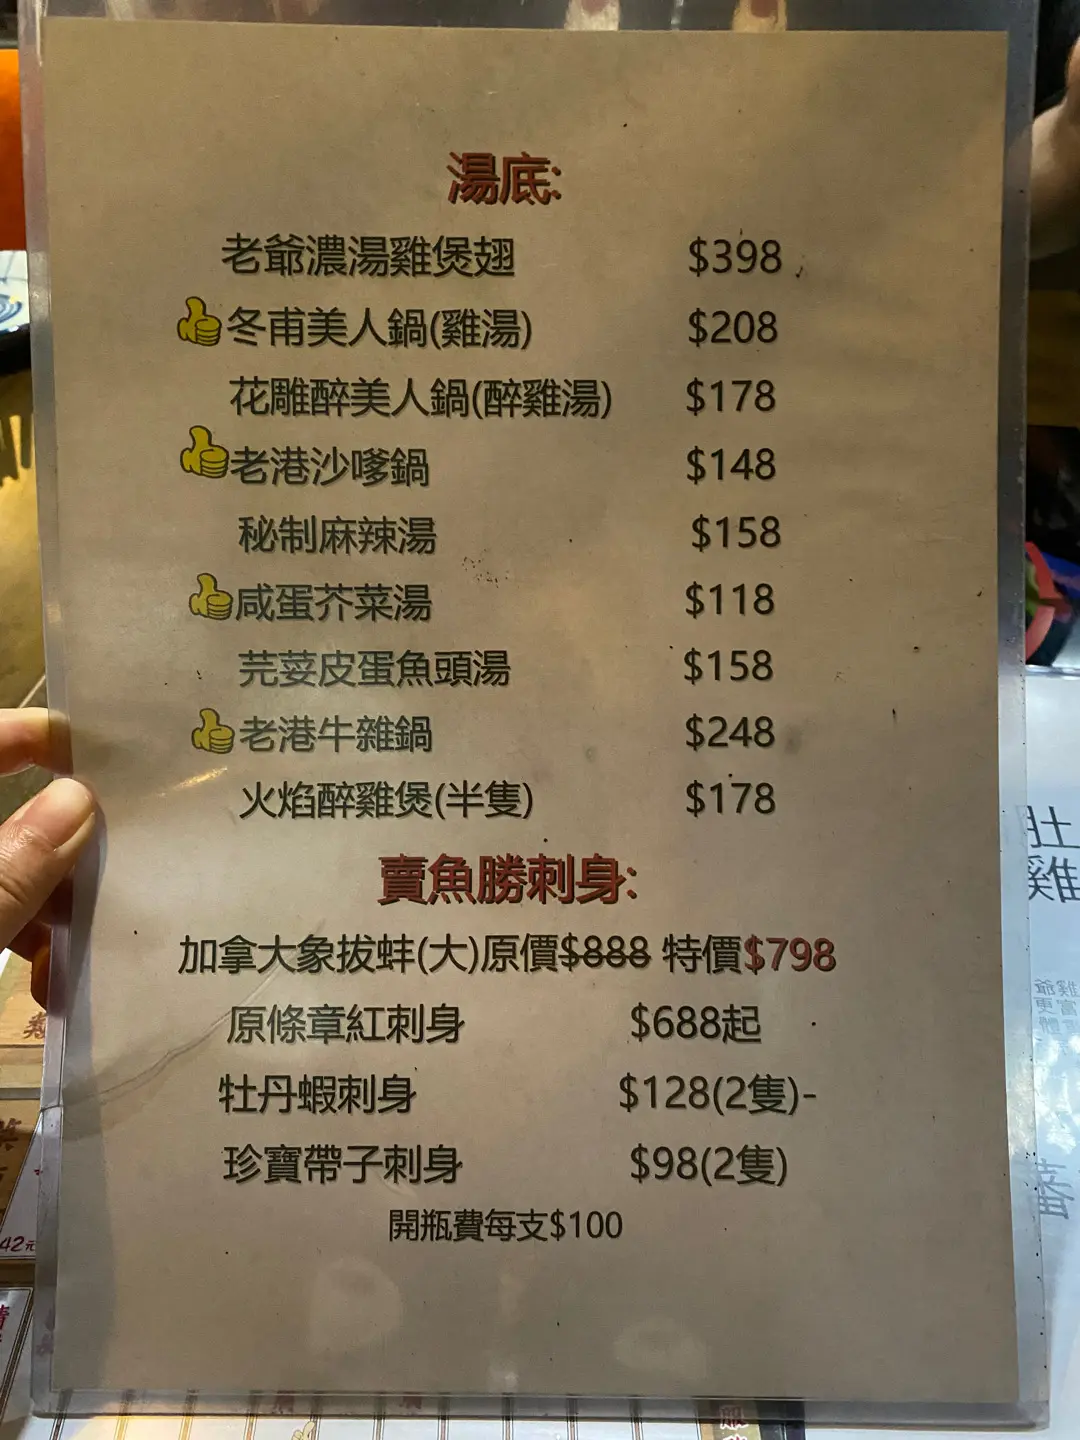 湯底:
老爺濃湯雞煲翅 $398
冬甫美人鍋(雞湯) $208
花雕醉美人鍋(醉雞湯) $178
老港沙嗲鍋 $148
秘制麻辣湯 $158
咸蛋芥菜湯 $118
芫荽皮蛋魚頭湯 $158
老港牛雜鍋 $248
火焰醉雞煲(半隻) $178
賣魚勝刺身:
加拿大象拔蚌(大)原價$888 特價$798
原條章紅刺身 $688起
牡丹蝦刺身 $128(2隻)-
珍寶帶子刺身 $98(2隻)
開瓶費每支$100
肚
雞
42元